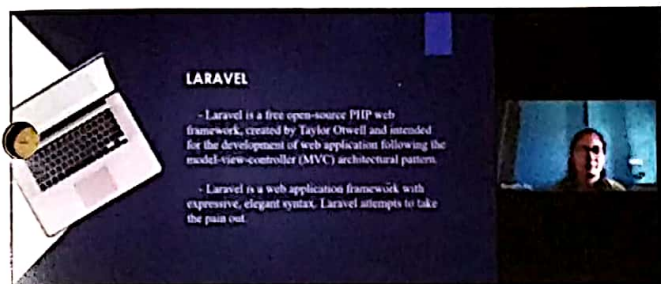 LARAVEL
- Laravel is a free open-source PHP web
framework, created by Taylor Otwell and intended
for the development of web application following the
model-view-controller (MVC) architectural pattern.
- Laravel is a web application framework with
expressive, elegant syntax. Laravel attempts to take
the pain out.